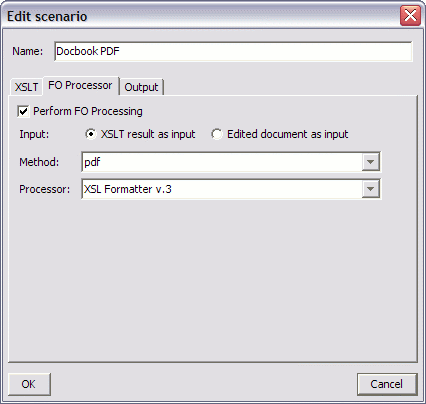 Edit scenario
Name: Docbook PDF
XSLT FO Processor Output
Perform FO Processing
Input: XSLT result as input Edited document as input
Method: pdf
Processor: XSL Formatter v.3
OK Cancel